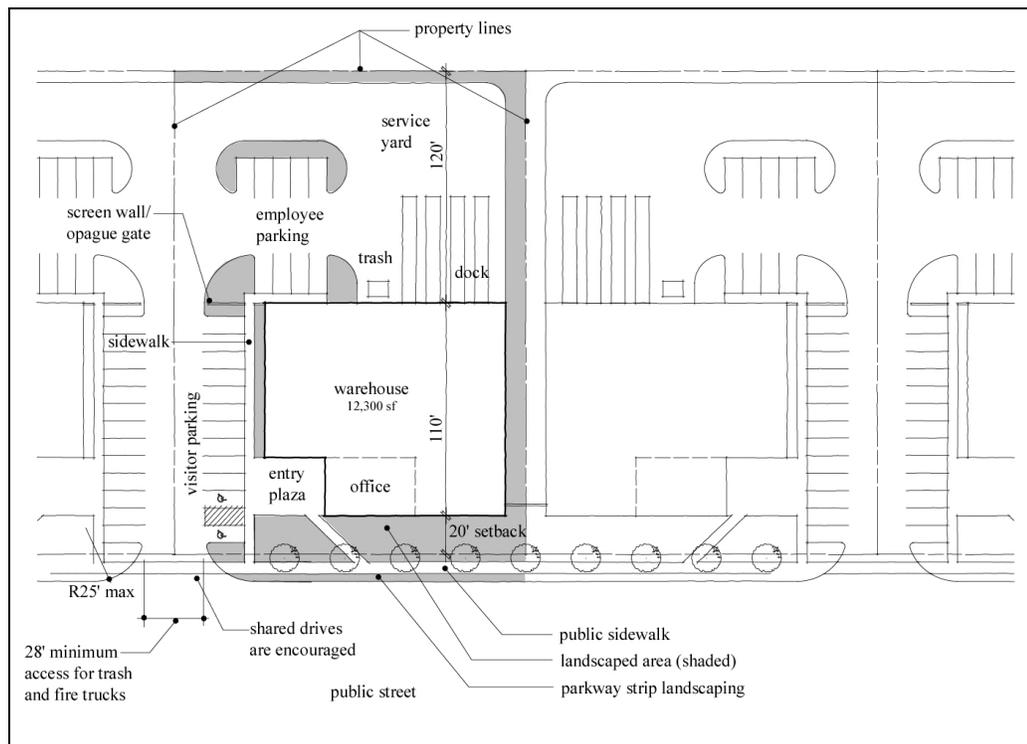 property lines
service
yard
120'
screen wall/
opague gate
employee
parking
trash
dock
sidewalk
warehouse
12,300 sf
110'
visitor parking
entry
plaza
office
20' setback
R25' max
shared drives
are encouraged
28' minimum
access for trash
and fire trucks
public street
public sidewalk
landscaped area (shaded)
parkway strip landscaping